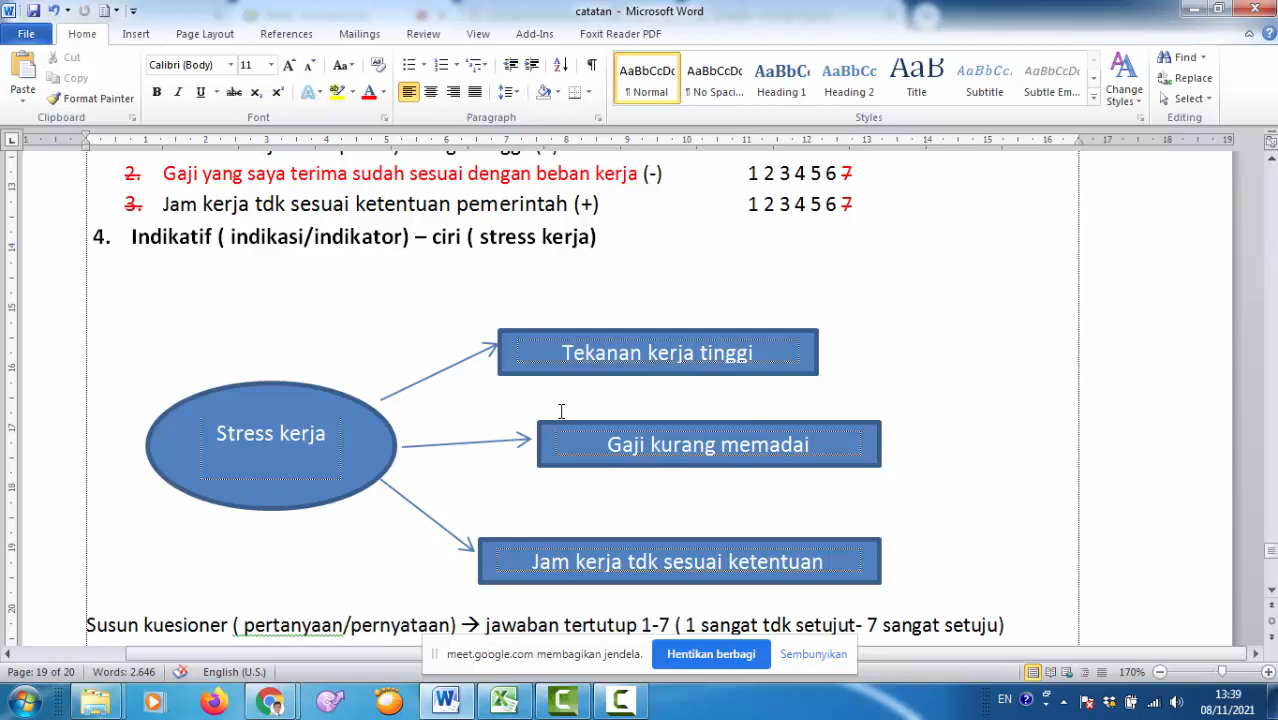 catatan - Microsoft Word
File Home Insert Page Layout References Mailings Review View Add-Ins Foxit Reader PDF
Cut
Copy
Format Painter
Paste
Clipboard
Calibri (Body) 11
Font
Paragraph
AaBbCcDc AaBbCcDc AaBbC AaBbCc AaB AaBbCc. AaBbCcDc
¶ Normal ¶ No Spaci... Heading 1 Heading 2 Title Subtitle Subtle Em...
Change Styles
Styles
Find
Replace
Select
Editing
2. Gaji yang saya terima sudah sesuai dengan beban kerja (-) 1 2 3 4 5 6 7
3. Jam kerja tdk sesuai ketentuan pemerintah (+) 1 2 3 4 5 6 7
4. Indikatif ( indikasi/indikator) – ciri ( stress kerja)
Tekanan kerja tinggi
Stress kerja
Gaji kurang memadai
Jam kerja tdk sesuai ketentuan
Susun kuesioner ( pertanyaan/pernyataan) → jawaban tertutup 1-7 ( 1 sangat tdk setujut- 7 sangat setuju)
meet.google.com membagikan jendela. Hentikan berbagi Sembunyikan
Page: 19 of 20 Words: 2.646 English (U.S.) 170%
EN 13:39
08/11/2021